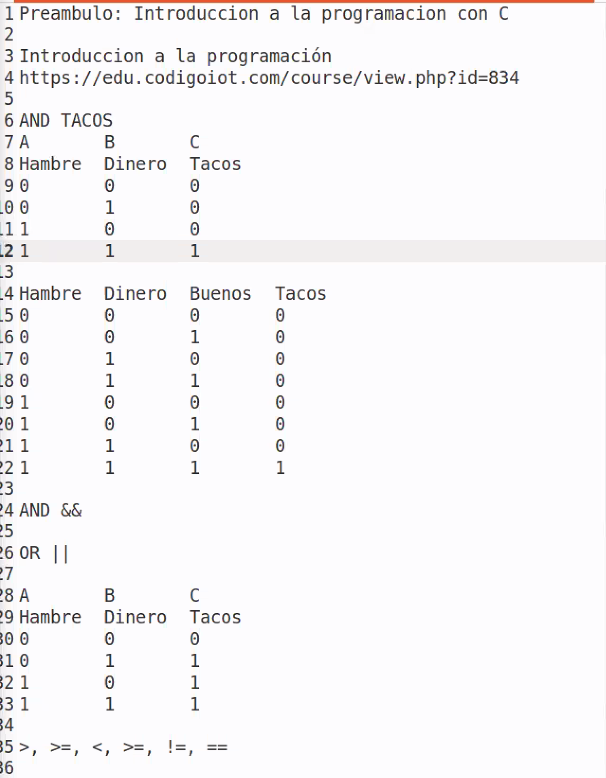 1 Preambulo: Introduccion a la programacion con C
2
3 Introduccion a la programación
4 https://edu.codigoiot.com/course/view.php?id=834
5
6 AND TACOS
7 A B C
8 Hambre Dinero Tacos
9 0 0 0
10 0 1 0
11 1 0 0
12 1 1 1
13
14 Hambre Dinero Buenos Tacos
15 0 0 0 0
16 0 0 1 0
17 0 1 0 0
18 0 1 1 0
19 1 0 0 0
20 1 0 1 0
21 1 1 0 0
22 1 1 1 1
23
24 AND &&
25
26 OR ||
27
28 A B C
29 Hambre Dinero Tacos
30 0 0 0
31 0 1 1
32 1 0 1
33 1 1 1
34
35 >, >=, <, >=, !=, ==
36